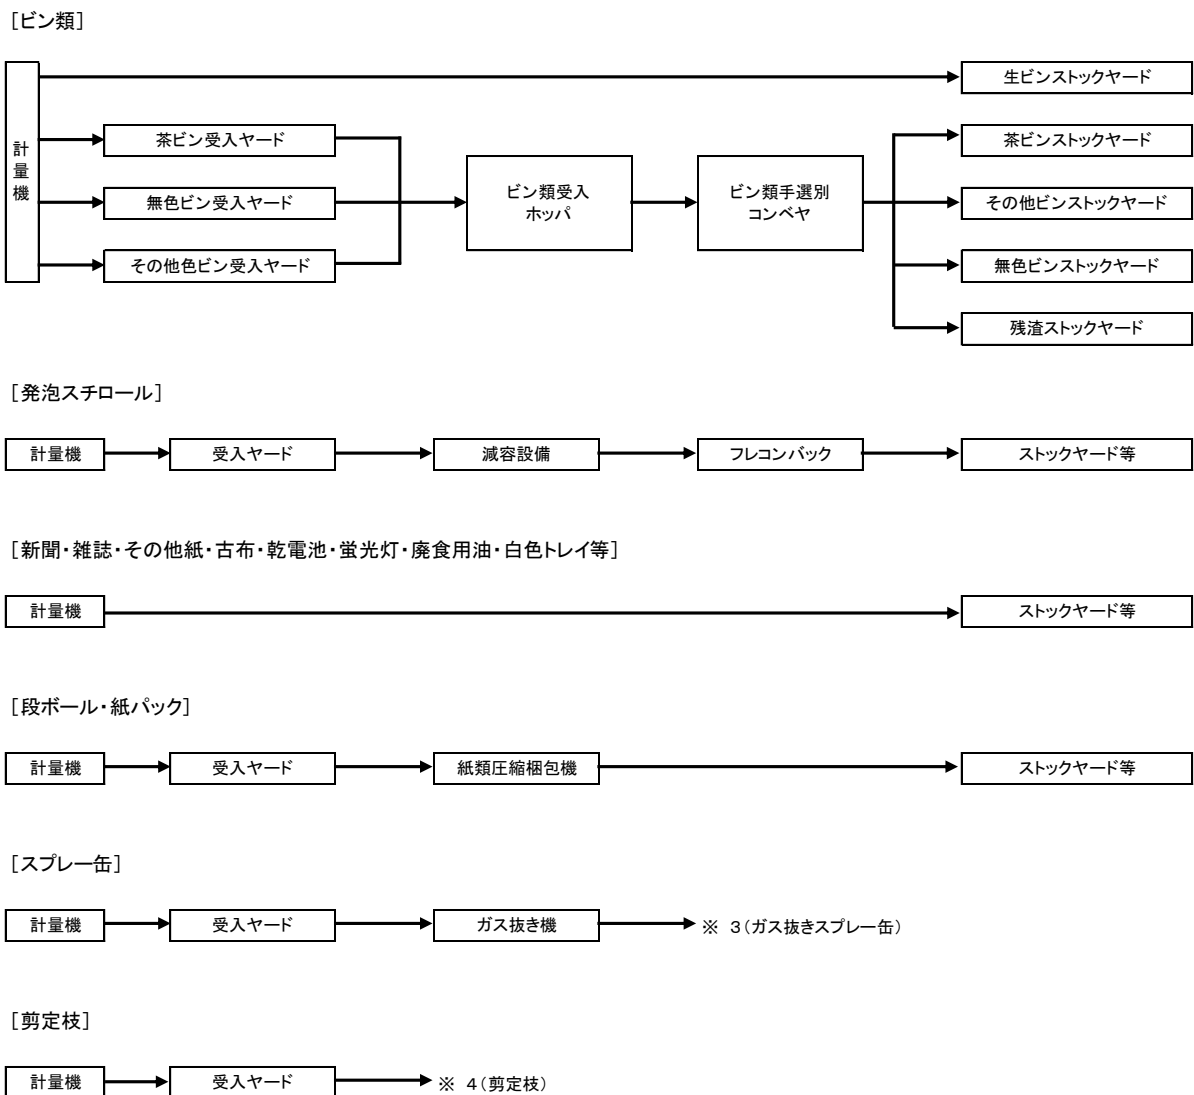 ［ビン類］
計量機
生ビンストックヤード
茶ビン受入ヤード
無色ビン受入ヤード
その他色ビン受入ヤード
ビン類受入
ホッパ
ビン類手選別
コンベヤ
茶ビンストックヤード
その他ビンストックヤード
無色ビンストックヤード
残渣ストックヤード
［発泡スチロール］
計量機
受入ヤード
減容設備
フレコンバック
ストックヤード等
［新聞・雑誌・その他紙・古布・乾電池・蛍光灯・廃食用油・白色トレイ等］
計量機
ストックヤード等
［段ボール・紙パック］
計量機
受入ヤード
紙類圧縮梱包機
ストックヤード等
［スプレー缶］
計量機
受入ヤード
ガス抜き機
※ 3（ガス抜きスプレー缶）
［剪定枝］
計量機
受入ヤード
※ 4（剪定枝）